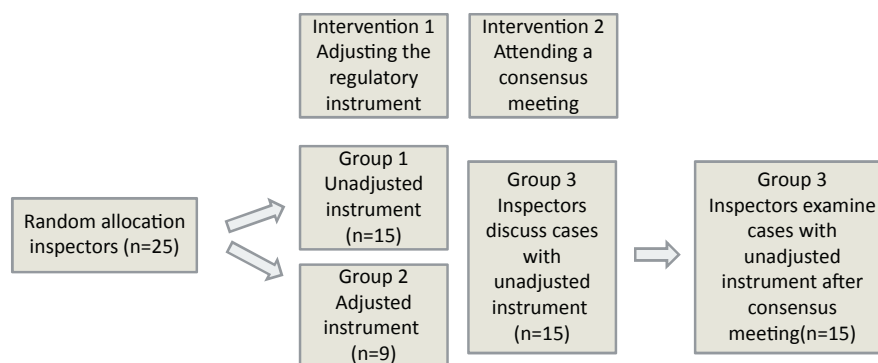 Intervention 1
Adjusting the
regulatory
instrument
Intervention 2
Attending a
consensus
meeting
Random allocation
inspectors (n=25)
Group 1
Unadjusted
instrument
(n=15)
Group 2
Adjusted
instrument
(n=9)
Group 3
Inspectors
discuss cases
with
unadjusted
instrument
(n=15)
Group 3
Inspectors examine
cases with
unadjusted
instrument after
consensus
meeting(n=15)